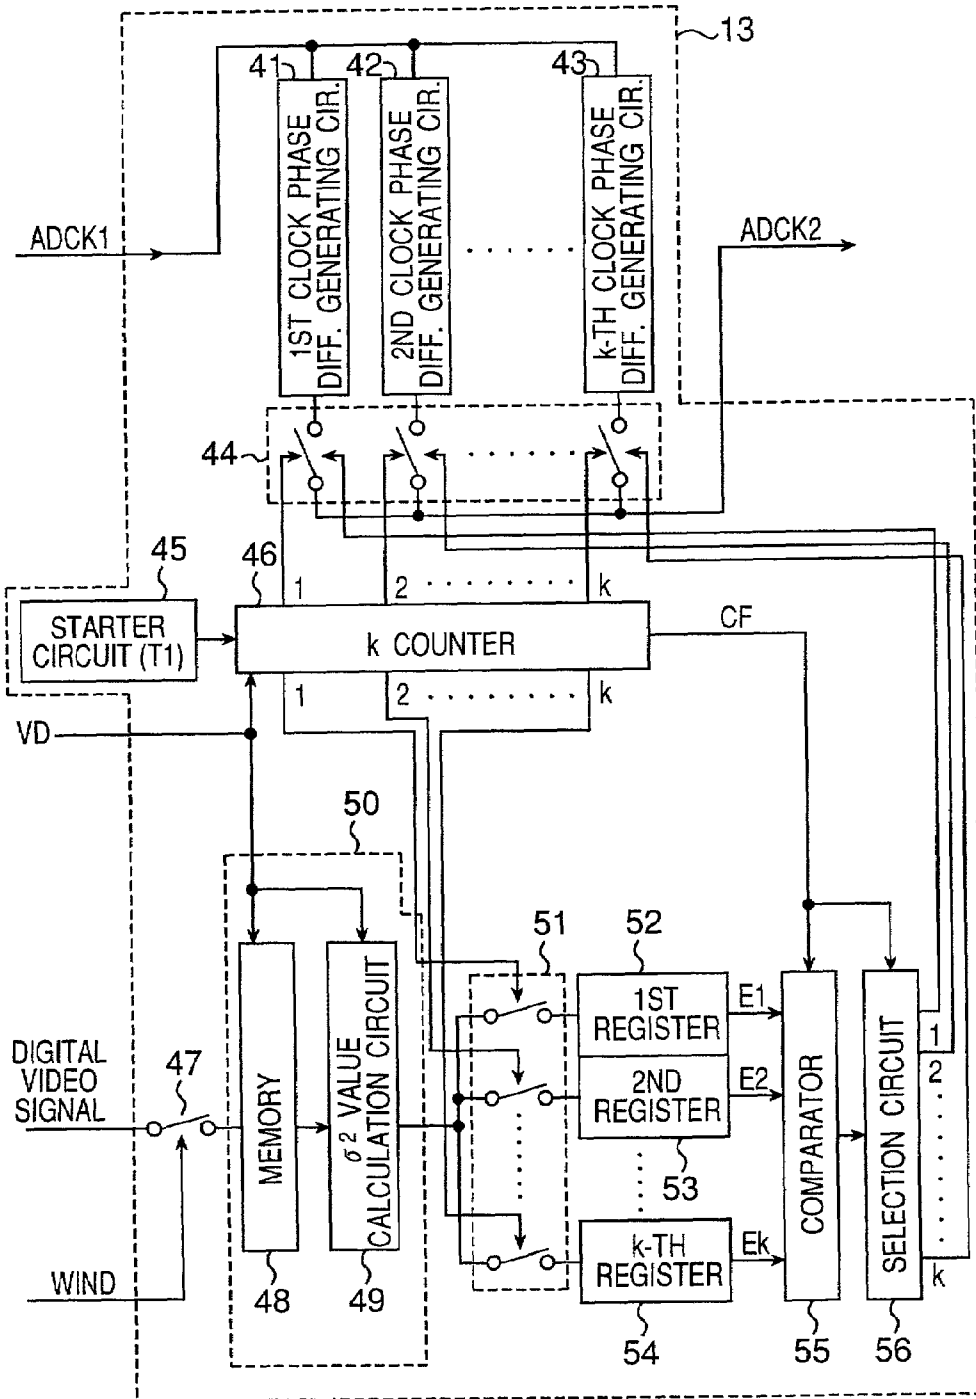 13
41
42
43
1ST CLOCK PHASE
DIFF. GENERATING CIR.
2ND CLOCK PHASE
DIFF. GENERATING CIR.
k-TH CLOCK PHASE
DIFF. GENERATING CIR.
ADCK1
ADCK2
44
45
46
1
2
k
STARTER
CIRCUIT (T1)
k COUNTER
CF
1
2
k
VD
50
51
52
DIGITAL
VIDEO
SIGNAL
47
MEMORY
σ² VALUE
CALCULATION CIRCUIT
1ST
REGISTER
E1
2ND
REGISTER
E2
53
COMPARATOR
SELECTION CIRCUIT
1
2
k
k-TH
REGISTER
Ek
WIND
48
49
54
55
56